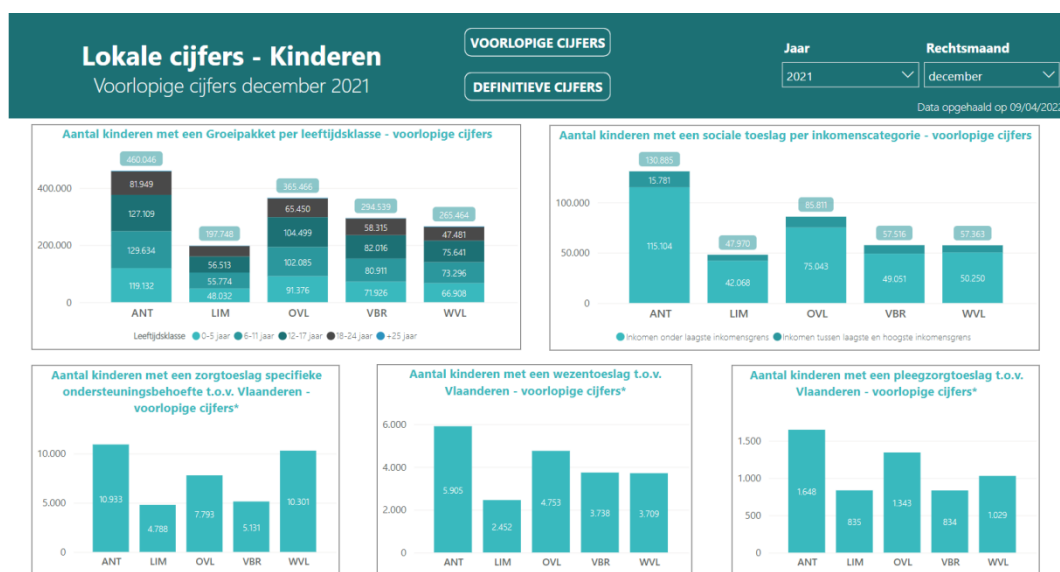 Lokale cijfers - Kinderen
Voorlopige cijfers december 2021
VOORLOPIGE CIJFERS
DEFINITIEVE CIJFERS
Jaar
2021
Rechtsmaand
december
Data opgehaald op 09/04/2022
Aantal kinderen met een Groeipakket per leeftijdsklasse - voorlopige cijfers
400.000
200.000
0
460.046
81.949
127.109
129.634
119.132
197.748
56.513
55.774
48.032
365.466
65.450
104.499
102.085
91.376
294.539
58.315
82.016
80.911
71.926
265.464
47.481
75.641
73.296
66.908
ANT LIM OVL VBR WVL
Leeftijdsklasse 0-5 jaar 6-11 jaar 12-17 jaar 18-24 jaar +25 jaar
Aantal kinderen met een sociale toeslag per inkomenscategorie - voorlopige cijfers
100.000
50.000
0
130.885
15.781
115.104
47.970
42.068
85.811
75.043
57.516
49.051
57.363
50.250
ANT LIM OVL VBR WVL
Inkomen onder laagste inkomensgrens Inkomen tussen laagste en hoogste inkomensgrens
Aantal kinderen met een zorgtoeslag specifieke
ondersteuningsbehoefte t.o.v. Vlaanderen -
voorlopige cijfers*
10.000
5.000
0
10.933
4.788
7.793
5.131
10.301
ANT LIM OVL VBR WVL
Aantal kinderen met een wezentoeslag t.o.v.
Vlaanderen - voorlopige cijfers*
6.000
4.000
2.000
0
5.905
2.452
4.753
3.738
3.709
ANT LIM OVL VBR WVL
Aantal kinderen met een pleegzorgtoeslag t.o.v.
Vlaanderen - voorlopige cijfers*
1.500
1.000
500
0
1.648
835
1.343
834
1.029
ANT LIM OVL VBR WVL